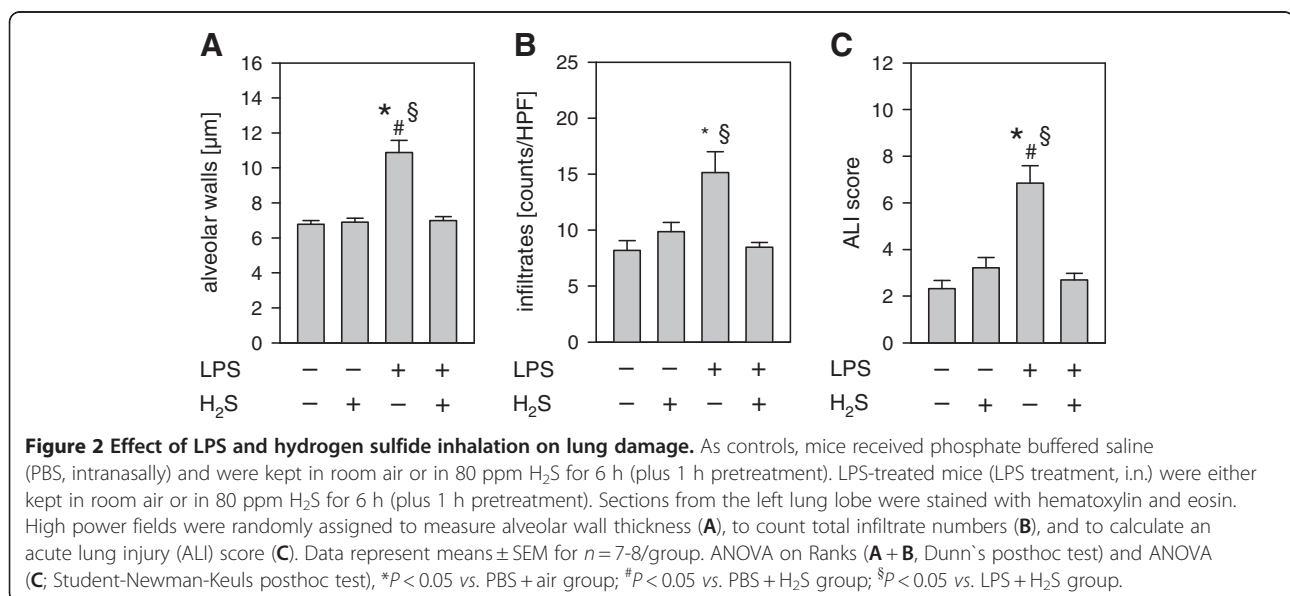 A
B
C
16
14
12
10
8
6
4
2
0
alveolar walls [µm]
* §
#
25
20
15
10
5
0
infiltrates [counts/HPF]
* §
12
10
8
6
4
2
0
ALI score
* §
#
LPS – – + + – – + + – – + +
H₂S – + – + H₂S – + – + – + – +
Figure 2 Effect of LPS and hydrogen sulfide inhalation on lung damage. As controls, mice received phosphate buffered saline
(PBS, intranasally) and were kept in room air or in 80 ppm H₂S for 6 h (plus 1 h pretreatment). LPS-treated mice (LPS treatment, i.n.) were either
kept in room air or in 80 ppm H₂S for 6 h (plus 1 h pretreatment). Sections from the left lung lobe were stained with hematoxylin and eosin.
High power fields were randomly assigned to measure alveolar wall thickness (A), to count total infiltrate numbers (B), and to calculate an
acute lung injury (ALI) score (C). Data represent means ± SEM for n = 7-8/group. ANOVA on Ranks (A + B, Dunn`s posthoc test) and ANOVA
(C; Student-Newman-Keuls posthoc test), *P < 0.05 vs. PBS + air group; #P < 0.05 vs. PBS + H₂S group; §P < 0.05 vs. LPS + H₂S group.